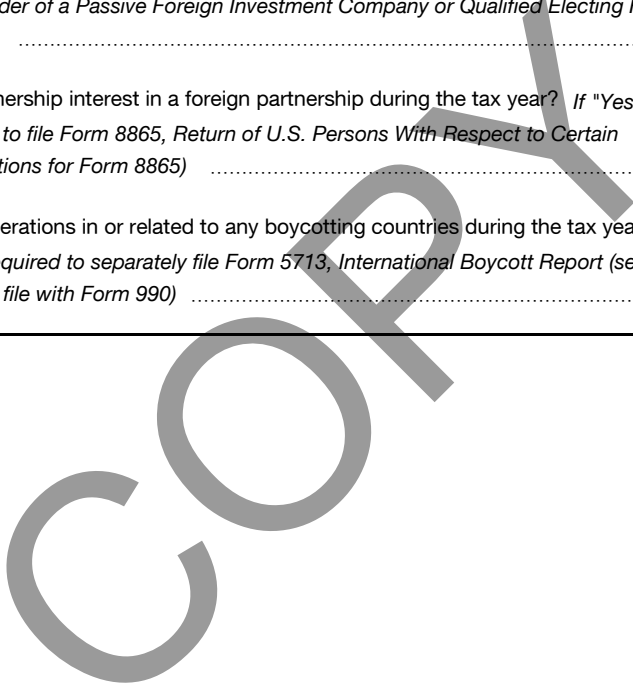 der of a Passive Foreign Investment Company or Qualified Electing
nership interest in a foreign partnership during the tax year? If "Yes
to file Form 8865, Return of U.S. Persons With Respect to Certain
tions for Form 8865)
erations in or related to any boycotting countries during the tax yea
quired to separately file Form 5713, International Boycott Report (se
file with Form 990)
COPY